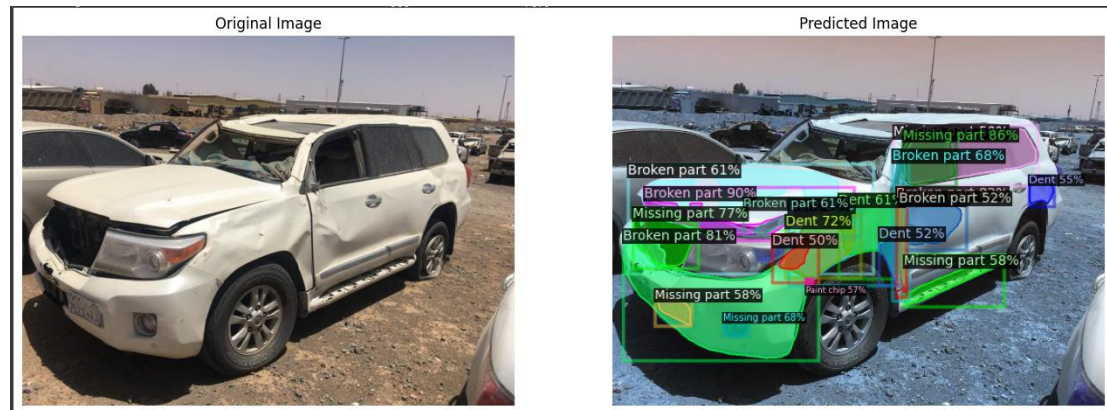 Original Image
Predicted Image
Missing part 86%
Broken part 68%
Broken part 61%
Dent 55%
Broken part 90%
Broken part 61%
Dent 61%
Broken part 52%
Missing part 77%
Dent 72%
Broken part 81%
Dent 50%
Dent 52%
Missing part 58%
Paint chip 57%
Missing part 58%
Missing part 68%